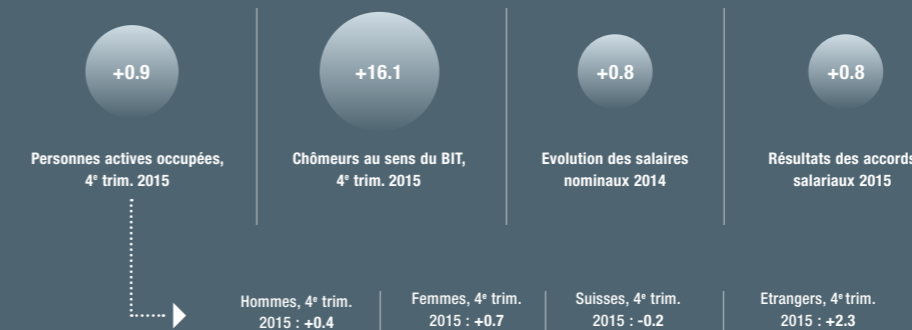 +0.9
Personnes actives occupées,
4e trim. 2015
+16.1
Chômeurs au sens du BIT,
4e trim. 2015
+0.8
Evolution des salaires
nominaux 2014
+0.8
Résultats des accords
salariaux 2015
Hommes, 4e trim.
2015 : +0.4
Femmes, 4e trim.
2015 : +0.7
Suisses, 4e trim.
2015 : -0.2
Etrangers, 4e trim.
2015 : +2.3